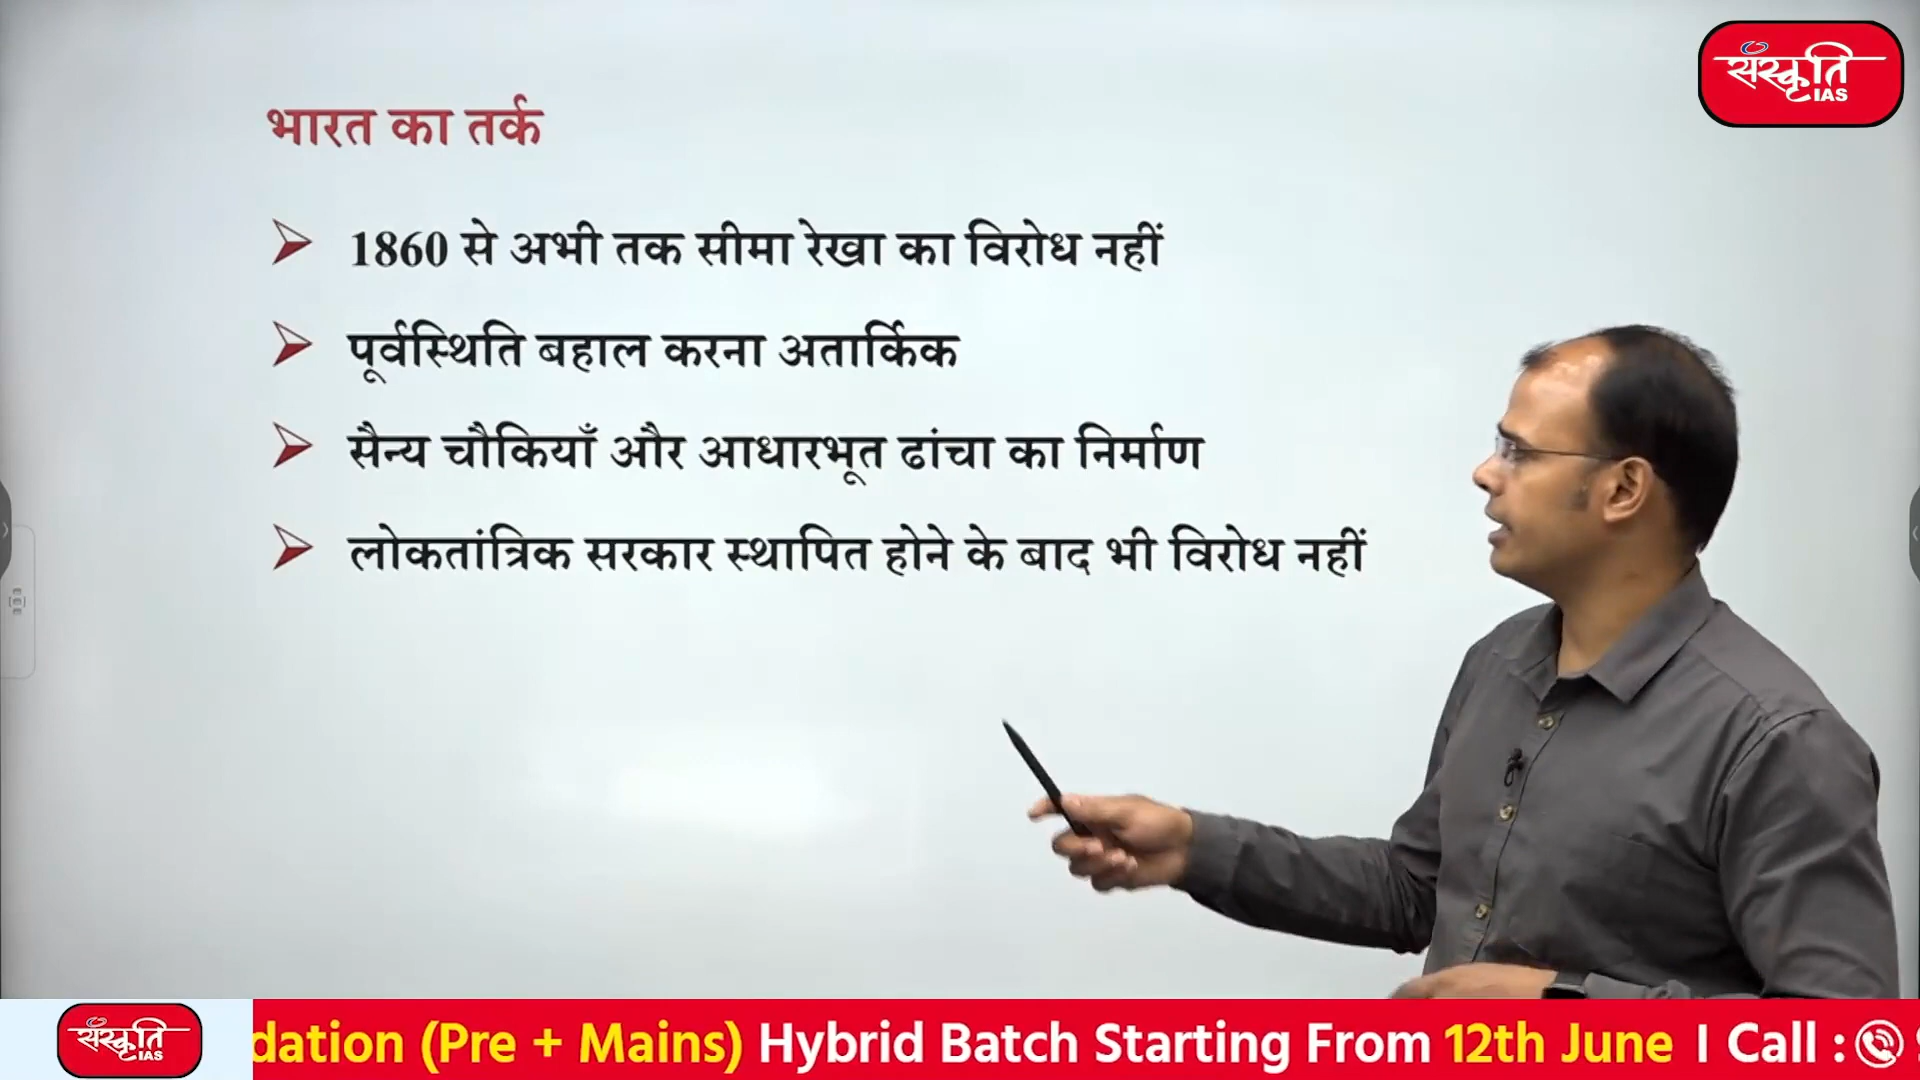 संस्कृति
IAS
भारत का तर्क
1860 से अभी तक सीमा रेखा का विरोध नहीं
पूर्वस्थिति बहाल करना अतार्किक
सैन्य चौकियाँ और आधारभूत ढांचा का निर्माण
लोकतांत्रिक सरकार स्थापित होने के बाद भी विरोध नहीं
संस्कृति
IAS
dation (Pre + Mains) Hybrid Batch Starting From 12th June I Call :